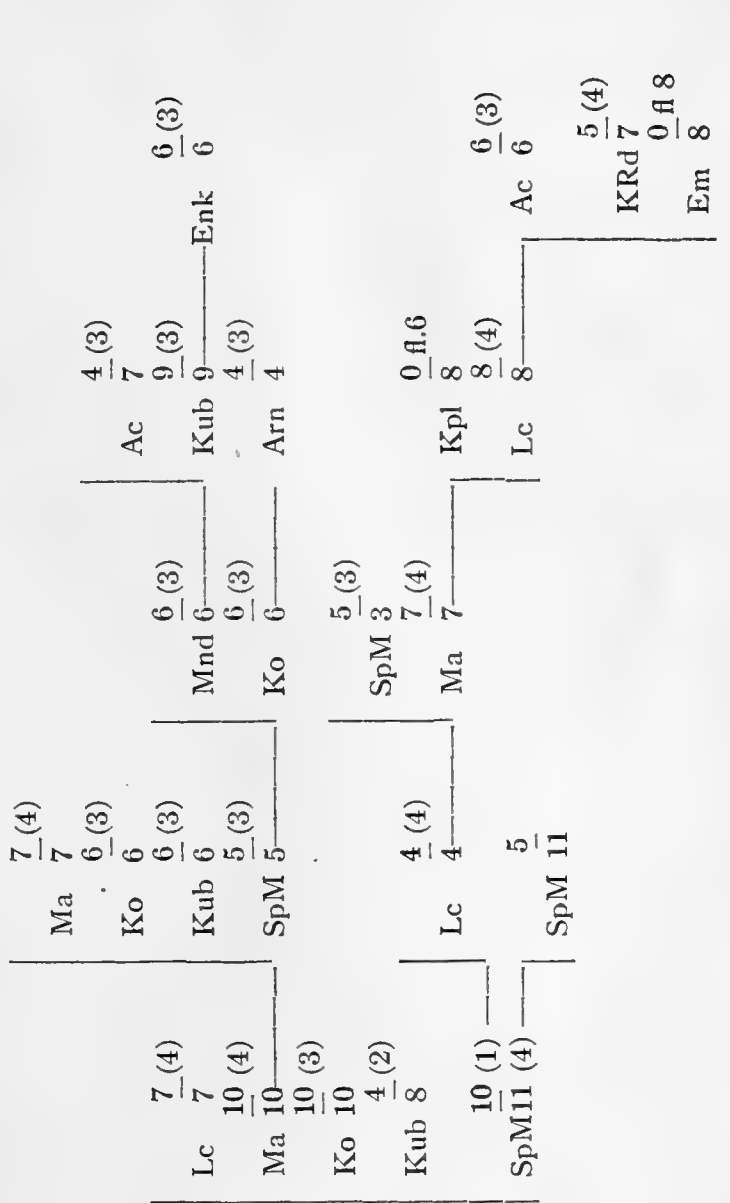 7 (4)
Ma 7
6 (3) 4 (3)
Ko 6 Ac 7
7 (4) 6 (3) 6 (3) 9 (3) 6 (3)
Lc 7 Kub 6 Mnd 6 Kub 9 Enk 6
10 (4) 5 (3) 6 (3) 4 (3)
Ma 10 SpM 5 Ko 6 Arn 4
10 (3)
Ko 10 5 (3)
4 (2) SpM 3
Kub 8 4 (4) 7 (4) 0 fl.6
Lc 4 Ma 7 Kpl 8
10 (1) 8 (4) 6 (3)
SpM11 (4) 5 Lc 8 Ac 6
SpM 11
5 (4)
KRd 7
0 fl 8
Em 8